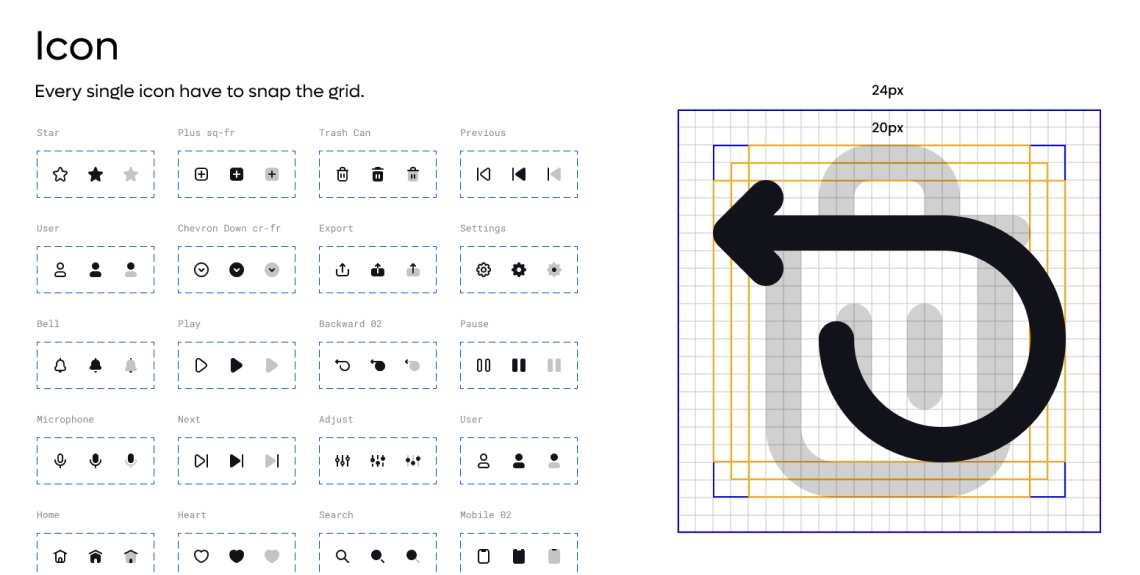 Icon
Every single icon have to snap the grid.
Star
Plus sq-fr
Trash Can
Previous
User
Chevron Down cr-fr
Export
Settings
Bell
Play
Backward 02
Pause
Microphone
Next
Adjust
User
Home
Heart
Search
Mobile 02
24px
20px